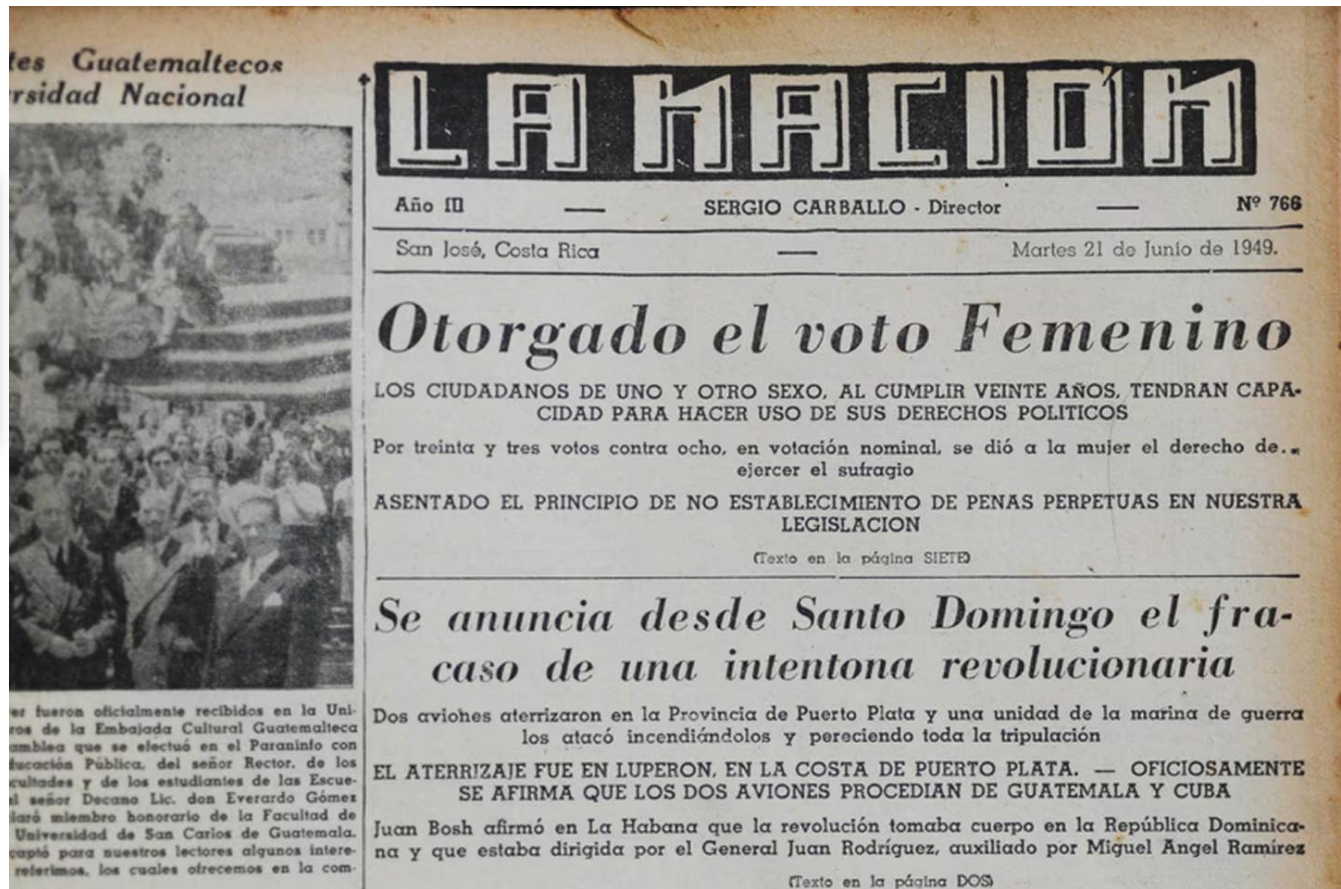 tes Guatemaltecos
rsidad Nacional
LA NACIÓN
Año III — SERGIO CARBALLO - Director — Nº 766
San José, Costa Rica — Martes 21 de Junio de 1949.
Otorgado el voto Femenino
LOS CIUDADANOS DE UNO Y OTRO SEXO, AL CUMPLIR VEINTE AÑOS, TENDRAN CAPA-
CIDAD PARA HACER USO DE SUS DERECHOS POLITICOS
Por treinta y tres votos contra ocho, en votación nominal, se dió a la mujer el derecho de..
ejercer el sufragio
ASENTADO EL PRINCIPIO DE NO ESTABLECIMIENTO DE PENAS PERPETUAS EN NUESTRA
LEGISLACION
(Texto en la página SIETE)
Se anuncia desde Santo Domingo el fra-
caso de una intentona revolucionaria
Dos aviones aterrizaron en la Provincia de Puerto Plata y una unidad de la marina de guerra
los atacó incendiándolos y pereciendo toda la tripulación
EL ATERRIZAJE FUE EN LUPERON, EN LA COSTA DE PUERTO PLATA. — OFICIOSAMENTE
SE AFIRMA QUE LOS DOS AVIONES PROCEDIAN DE GUATEMALA Y CUBA
Juan Bosh afirmó en La Habana que la revolución tomaba cuerpo en la República Dominica-
na y que estaba dirigida por el General Juan Rodríguez, auxiliado por Miguel Angel Ramírez
(Texto en la página DOS)
er fueron oficialmente recibidos en la Uni-
ros de la Embajada Cultural Guatemalteca
amblea que se efectuó en el Paraninfo con
ducación Pública, del señor Rector, de los
cultades y de los estudiantes de las Escue-
l señor Decano Lic. don Everardo Gómez
laró miembro honorario de la Facultad de
Universidad de San Carlos de Guatemala.
captó para nuestros lectores algunos intere-
referimos, los cuales ofrecemos en la com-